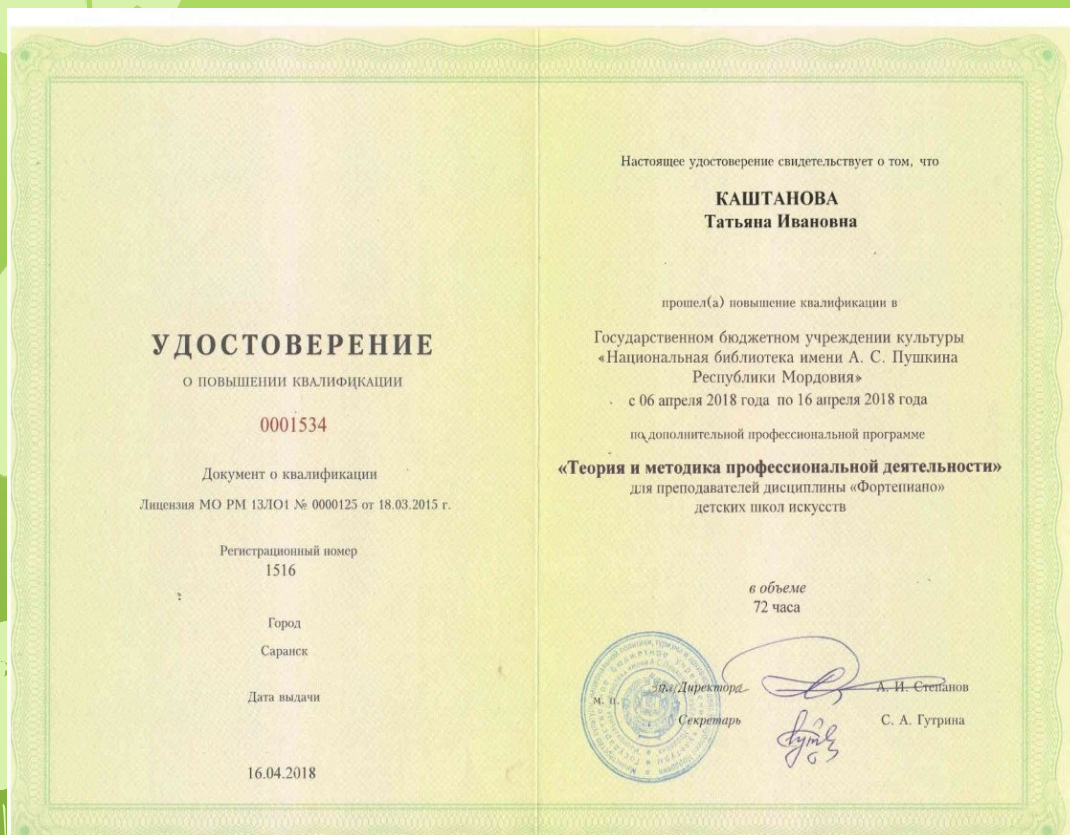 УДОСТОВЕРЕНИЕ
О ПОВЫШЕНИИ КВАЛИФИКАЦИИ
0001534
Документ о квалификации
Лицензия МО РМ 13ЛО1 № 0000125 от 18.03.2015 г.
Регистрационный номер
1516
Город
Саранск
Дата выдачи
16.04.2018
Настоящее удостоверение свидетельствует о том, что
КАШТАНОВА
Татьяна Ивановна
прошел(а) повышение квалификации в
Государственном бюджетном учреждении культуры
«Национальная библиотека имени А. С. Пушкина
Республики Мордовия»
с 06 апреля 2018 года по 16 апреля 2018 года
по дополнительной профессиональной программе
«Теория и методика профессиональной деятельности»
для преподавателей дисциплины «Фортепиано»
детских школ искусств
в объеме
72 часа
М. П.
Директора А. И. Степанов
Секретарь С. А. Гутрина